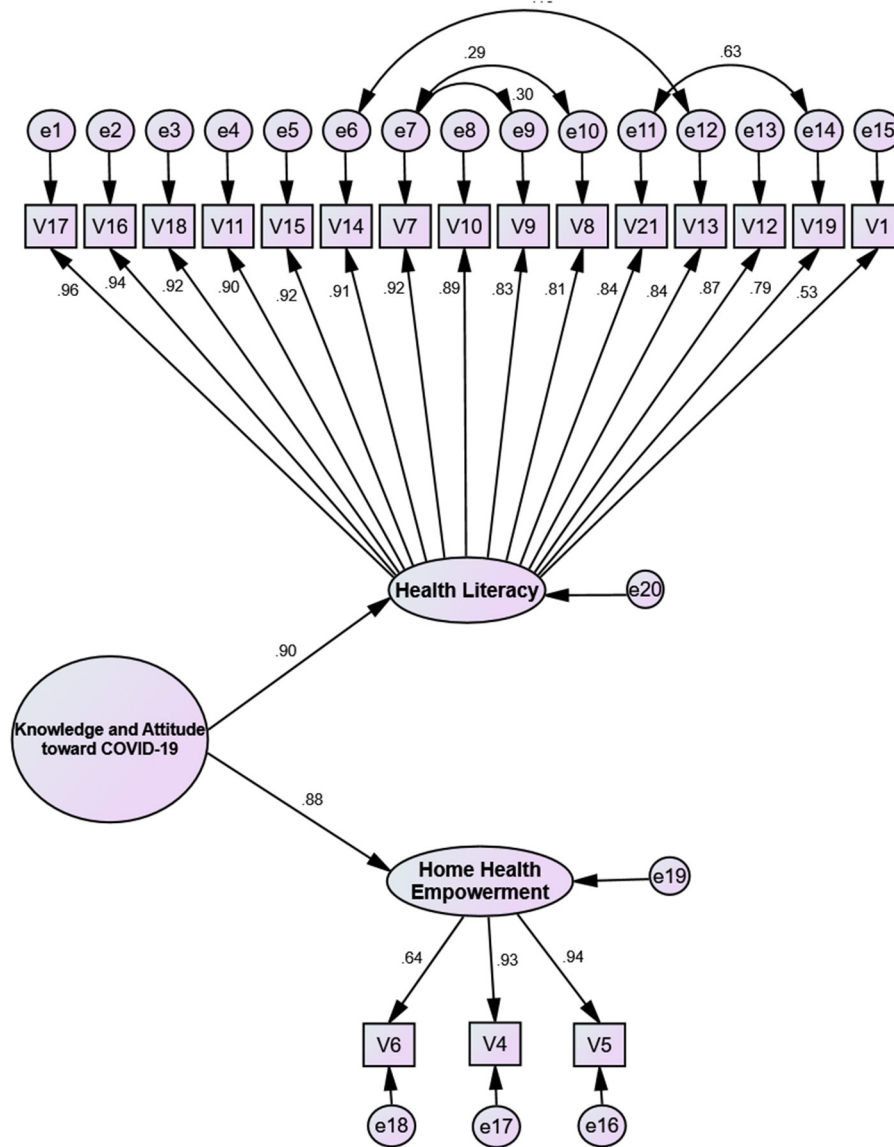 .29
.63
.30
e1 e2 e3 e4 e5 e6 e7 e8 e9 e10 e11 e12 e13 e14 e15
V17 V16 V18 V11 V15 V14 V7 V10 V9 V8 V21 V13 V12 V19 V1
.96 .94 .92 .90 .92 .91 .92 .89 .83 .81 .84 .84 .87 .79 .53
Health Literacy
e20
.90
Knowledge and Attitude
toward COVID-19
.88
Home Health
Empowerment
e19
.64 .93 .94
V6 V4 V5
e18 e17 e16